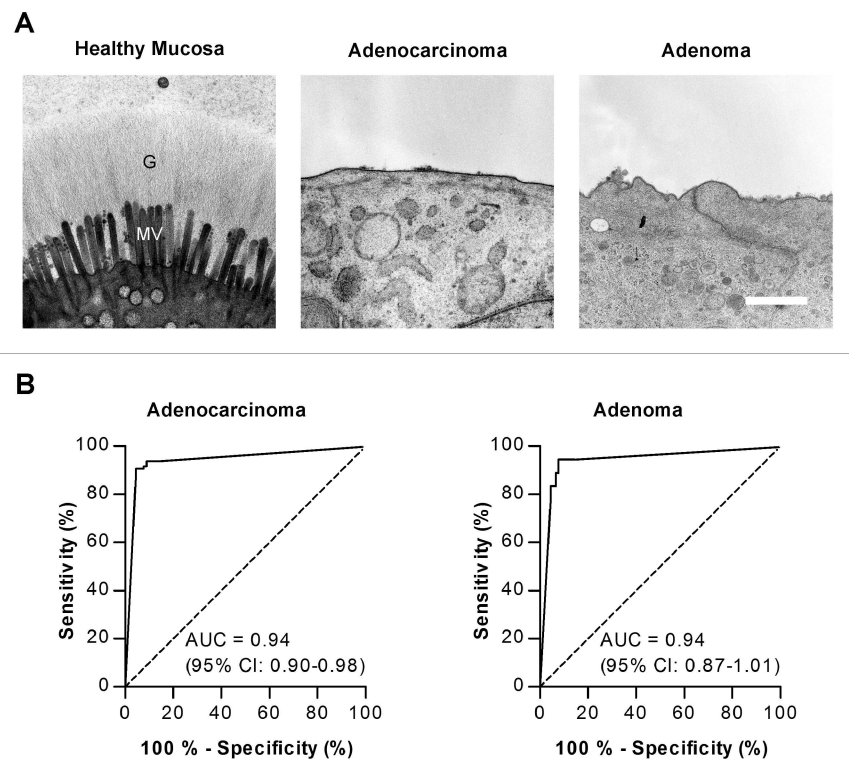 A
Healthy Mucosa
Adenocarcinoma
Adenoma
G
MV
B
Adenocarcinoma
Adenoma
100
80
60
40
20
0
Sensitivity (%)
AUC = 0.94
(95% CI: 0.90-0.98)
0 20 40 60 80 100
100 % - Specificity (%)
100
80
60
40
20
0
Sensitivity (%)
AUC = 0.94
(95% CI: 0.87-1.01)
0 20 40 60 80 100
100 % - Specificity (%)